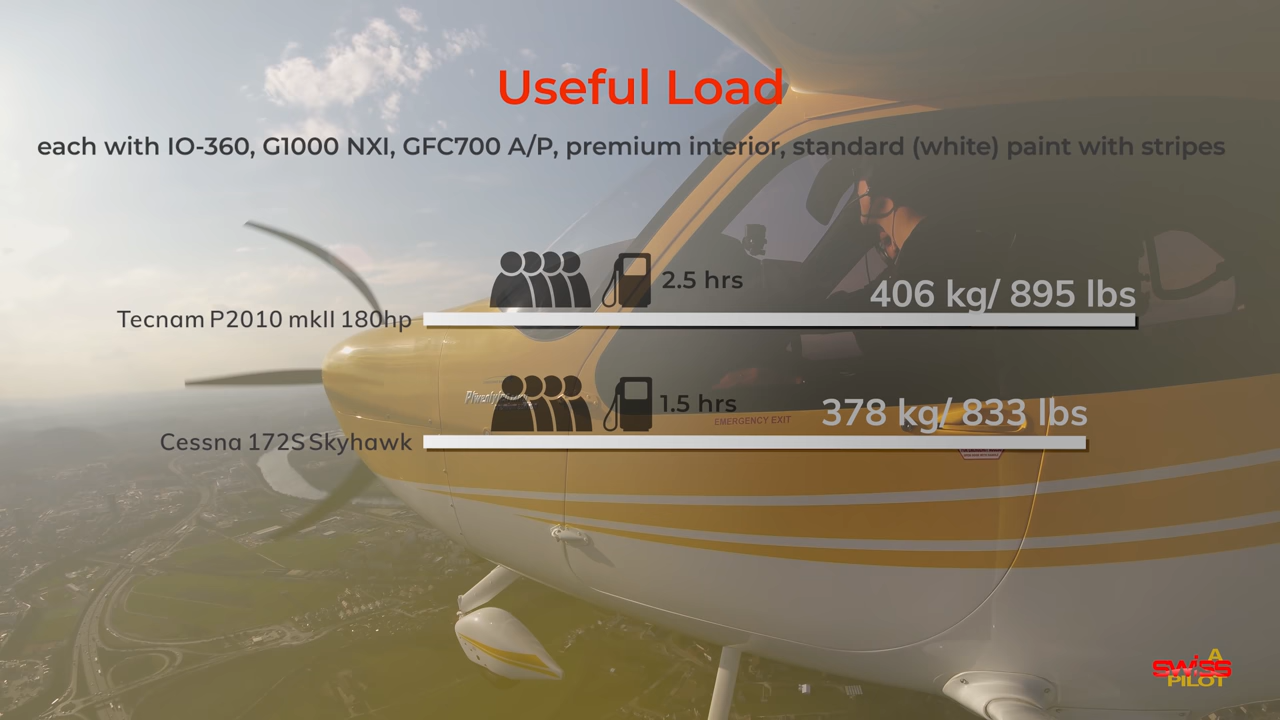 Useful Load
each with IO-360, G1000 NXI, GFC700 A/P, premium interior, standard (white) paint with stripes
2.5 hrs
406 kg/ 895 lbs
Tecnam P2010 mkII 180hp
1.5 hrs
378 kg/ 833 lbs
EMERGENCY EXIT
Cessna 172S Skyhawk
A
SWISS
PILOT